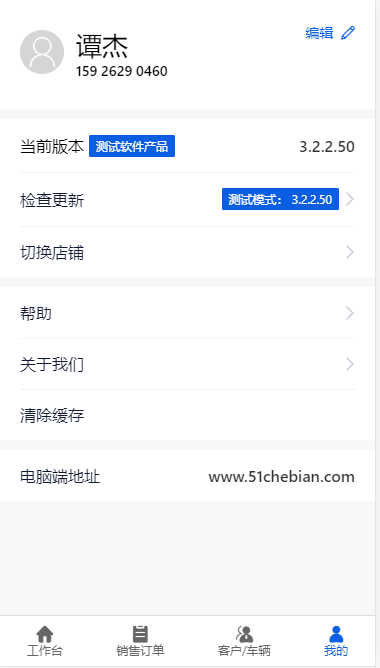 谭杰
编辑
159 2629 0460
当前版本 测试软件产品 3.2.2.50
检查更新 测试模式： 3.2.2.50
切换店铺
帮助
关于我们
清除缓存
电脑端地址 www.51chebian.com
工作台 销售订单 客户/车辆 我的